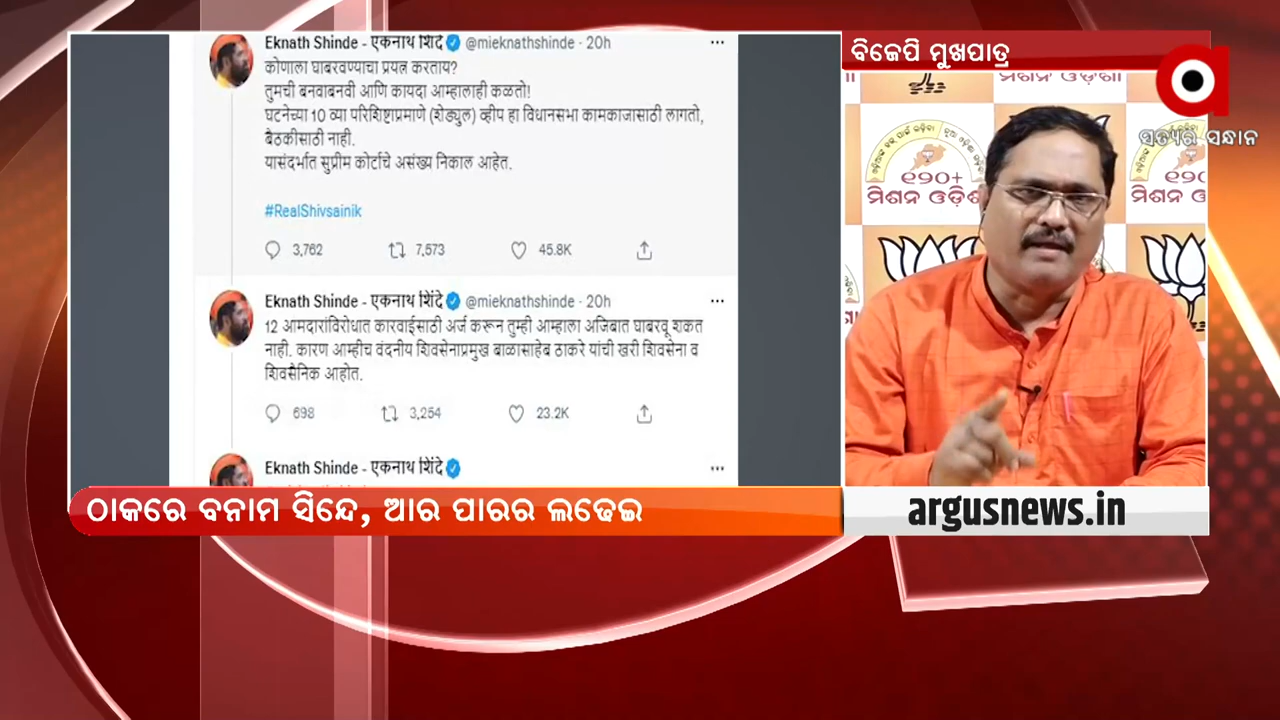 Eknath Shinde - एकनाथ शिंदे @mieknathshinde · 20h
कोणाला घाबरवण्याचा प्रयत्न करताय?
तुमची बनवाबनवी आणि कायदा आम्हालाही कळतो!
घटनेच्या 10 व्या परिशिष्टाप्रमाणे (शेड्युल) व्हीप हा विधानसभा कामकाजासाठी लागतो,
बैठकीसाठी नाही.
यासंदर्भात सुप्रीम कोर्टाचे असंख्य निकाल आहेत.
#RealShivsainik
3,762 7,573 45.8K
Eknath Shinde - एकनाथ शिंदे @mieknathshinde · 20h
12 आमदारांविरोधात कारवाईसाठी अर्ज करून तुम्ही आम्हाला अजिबात घाबरवू शकत
नाही. कारण आम्हीच वंदनीय शिवसेनाप्रमुख बाळासाहेब ठाकरे यांची खरी शिवसेना व
शिवसैनिक आहोत.
698 3,254 23.2K
Eknath Shinde - एकनाथ शिंदे
ବିଜେପି ମୁଖପାତ୍ର
ସତ୍ୟର ସନ୍ଧାନ
ମିଶନ ଓଡ଼ିଶା
୧୨୦+
ମିଶନ ଓଡ଼ିଶା
ଠାକରେ ବନାମ ସିନ୍ଦେ, ଆର ପାରର ଲଢେଇ
argusnews.in